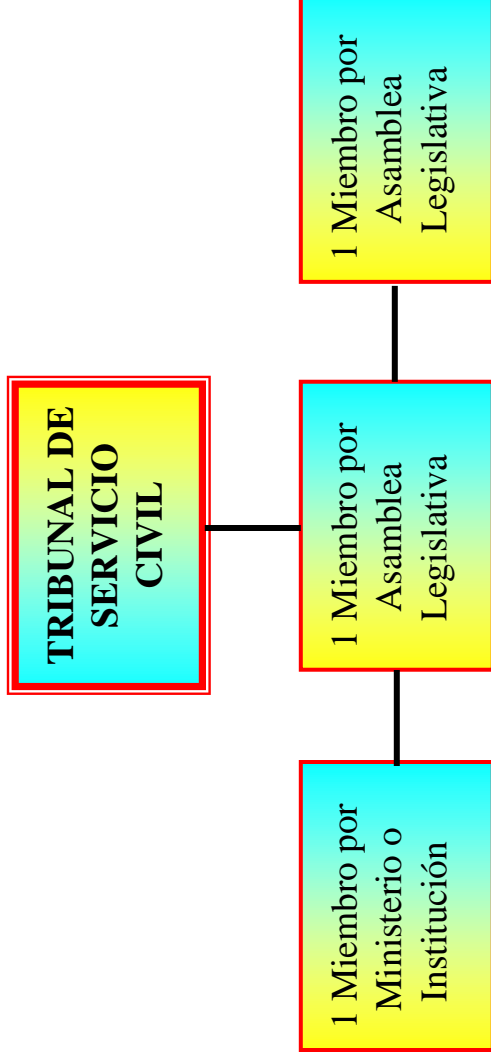 TRIBUNAL DE
SERVICIO
CIVIL
1 Miembro por
Ministerio o
Institución
1 Miembro por
Asamblea
Legislativa
1 Miembro por
Asamblea
Legislativa